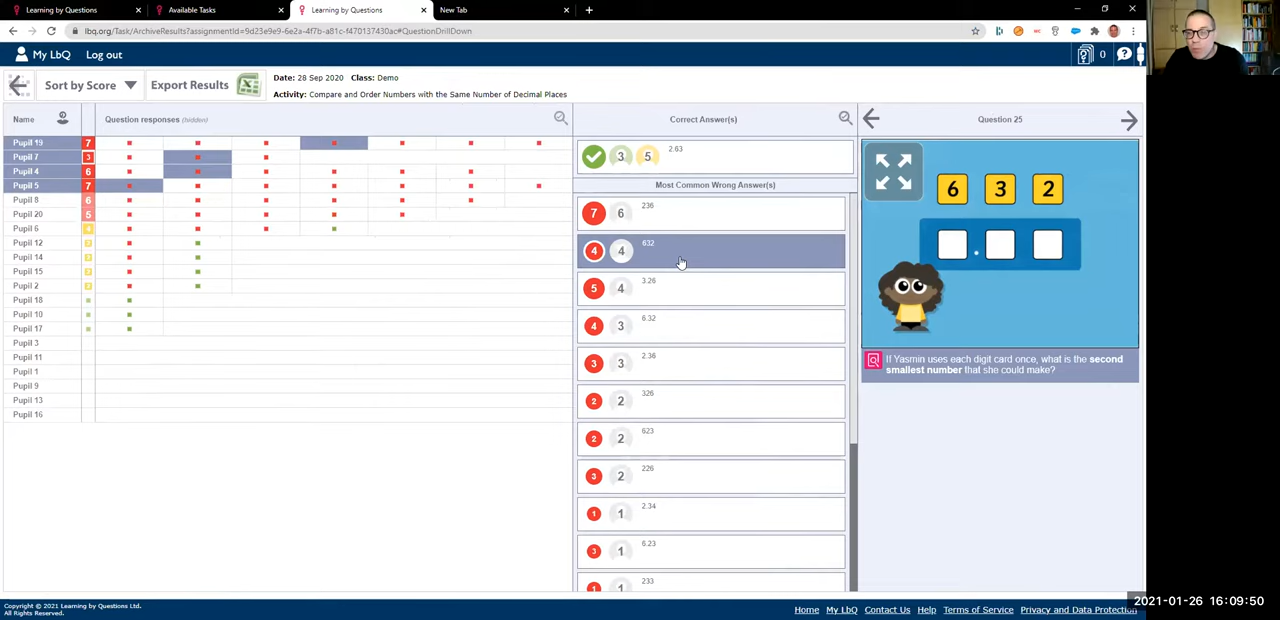 Learning by Questions
Available Tasks
Learning by Questions
New Tab
lbq.org/Task/ArchiveResults?assignmentId=9d23e9e9-6e2a-4f7b-a81c-f470137430ac#QuestionDrillDown
My LbQ
Log out
0
Sort by Score
Export Results
Date: 28 Sep 2020 Class: Demo
Activity: Compare and Order Numbers with the Same Number of Decimal Places
Name
Question responses (hidden)
Pupil 19 7
Pupil 7 3
Pupil 4 6
Pupil 5 7
Pupil 8 6
Pupil 20 5
Pupil 6 4
Pupil 12 2
Pupil 14 2
Pupil 15 2
Pupil 2 2
Pupil 18
Pupil 10
Pupil 17
Pupil 3
Pupil 11
Pupil 1
Pupil 9
Pupil 13
Pupil 16
Correct Answer(s)
3 5 2.63
Most Common Wrong Answer(s)
7 6 236
4 4 632
5 4 3.26
4 3 6.32
3 3 2.36
2 2 326
2 2 623
3 2 226
1 1 2.34
3 1 6.23
1 1 233
Question 25
6 3 2
.
If Yasmin uses each digit card once, what is the second
smallest number that she could make?
Copyright © 2021 Learning by Questions Ltd.
All rights reserved.
Home My LbQ Contact Us Help Terms of Service Privacy and Data Protection
2021-01-26 16:09:50